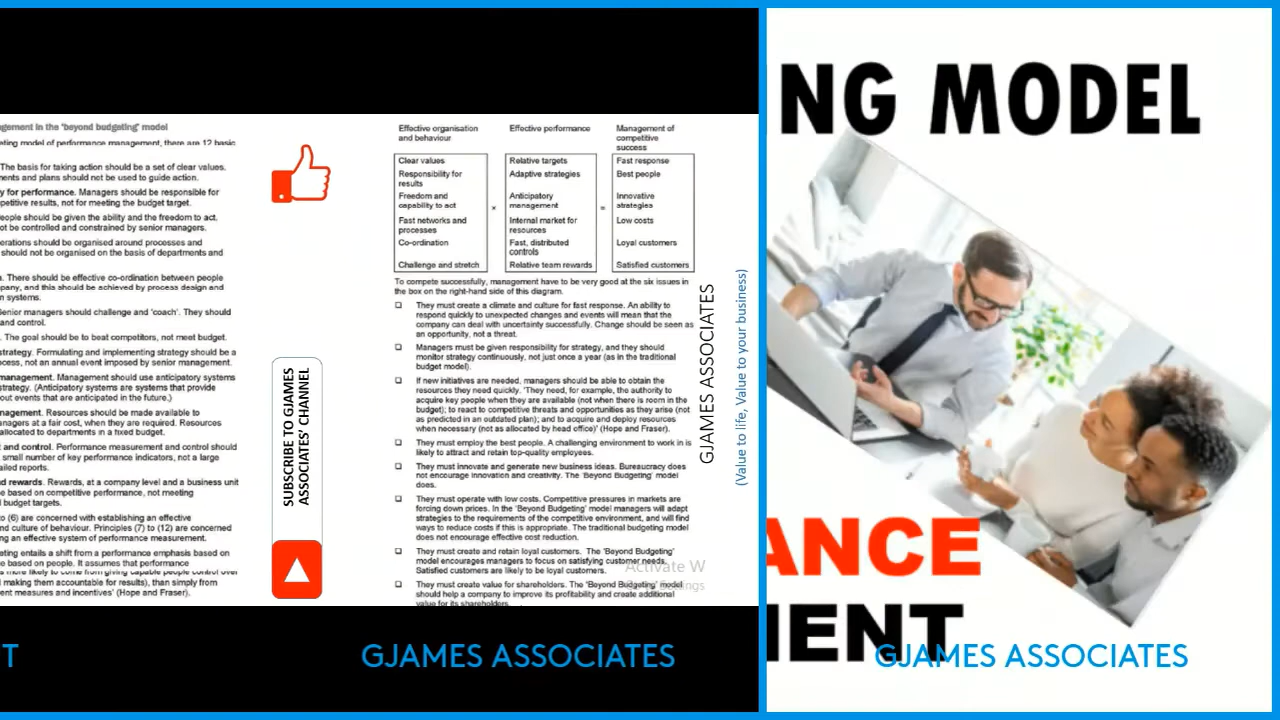 gement in the 'beyond budgeting' model
eting model of performance management, there are 12 basic
The basis for taking action should be a set of clear values.
nents and plans should not be used to guide action.
y for performance. Managers should be responsible for
petitive results, not for meeting the budget target.
eople should be given the ability and the freedom to act.
ot be controlled and constrained by senior managers.
erations should be organised around processes and
should not be organised on the basis of departments and
There should be effective co-ordination between people
pany, and this should be achieved by process design and
n systems.
Senior managers should challenge and 'coach'. They should
and control.
The goal should be to beat competitors, not meet budget.
strategy. Formulating and implementing strategy should be a
cess, not an annual event imposed by senior management.
management. Management should use anticipatory systems
strategy. (Anticipatory systems are systems that provide
out events that are anticipated in the future.)
nagement. Resources should be made available to
anagers at a fair cost, when they are required. Resources
allocated to departments in a fixed budget.
t and control. Performance measurement and control should
small number of key performance indicators, not a large
ailed reports.
nd rewards. Rewards, at a company level and a business unit
e based on competitive performance, not meeting
budget targets.
to (6) are concerned with establishing an effective
nd culture of behaviour. Principles (7) to (12) are concerned
ing an effective system of performance measurement.
eting entails a shift from a performance emphasis based on
e based on people. It assumes that performance
s more likely to come from giving capable people control over
making them accountable for results), than simply from
ent measures and incentives' (Hope and Fraser).
SUBSCRIBE TO GJAMES
ASSOCIATES' CHANNEL
Effective organisation
and behaviour
Effective performance
Management of
competitive
success
Clear values
Relative targets
Fast response
Responsibility for
results
Adaptive strategies
Best people
Freedom and
capability to act
×
Anticipatory
management
=
Innovative
strategies
Fast networks and
processes
Internal market for
resources
Low costs
Co-ordination
Fast, distributed
controls
Loyal customers
Challenge and stretch
Relative team rewards
Satisfied customers
To compete successfully, management have to be very good at the six issues in
the box on the right-hand side of this diagram.
They must create a climate and culture for fast response. An ability to
respond quickly to unexpected changes and events will mean that the
company can deal with uncertainty successfully. Change should be seen as
an opportunity, not a threat.
Managers must be given responsibility for strategy, and they should
monitor strategy continuously, not just once a year (as in the traditional
budget model).
If new initiatives are needed, managers should be able to obtain the
resources they need quickly. 'They need, for example, the authority to
acquire key people when they are available (not when there is room in the
budget); to react to competitive threats and opportunities as they arise (not
as predicted in an outdated plan); and to acquire and deploy resources
when necessary (not as allocated by head office)' (Hope and Fraser).
They must employ the best people. A challenging environment to work in is
likely to attract and retain top-quality employees.
They must innovate and generate new business ideas. Bureaucracy does
not encourage innovation and creativity. The 'Beyond Budgeting' model
does.
They must operate with low costs. Competitive pressures in markets are
forcing down prices. In the 'Beyond Budgeting' model managers will adapt
strategies to the requirements of the competitive environment, and will find
ways to reduce costs if this is appropriate. The traditional budgeting model
does not encourage effective cost reduction.
They must create and retain loyal customers. The 'Beyond Budgeting'
model encourages managers to focus on satisfying customer needs.
Satisfied customers are likely to be loyal customers.
They must create value for shareholders. The 'Beyond Budgeting' model
should help a company to improve its profitability and create additional
value for its shareholders.
Activate W
GJAMES ASSOCIATES
(Value to life, Value to your business)
T
GJAMES ASSOCIATES
NG MODEL
ANCE
MENT
GJAMES ASSOCIATES